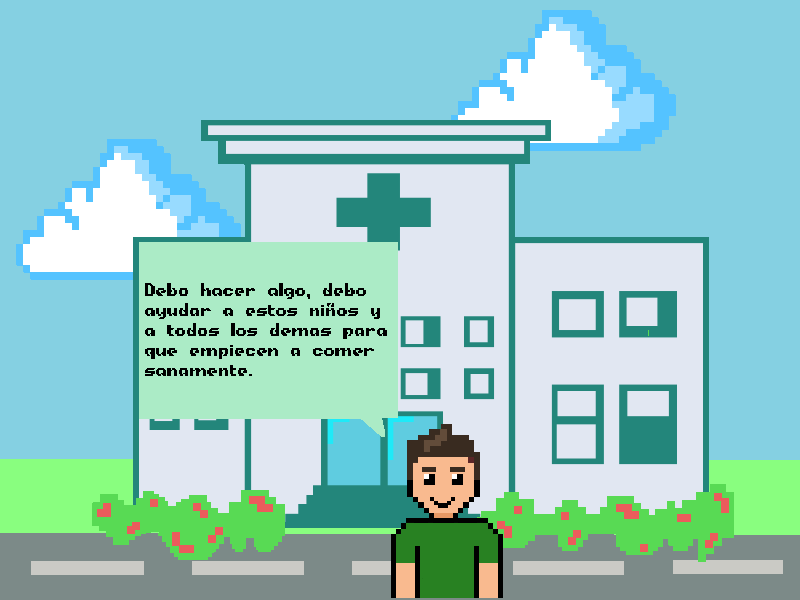 Debo hacer algo, debo
ayudar a estos niños y
a todos los demas para
que empiecen a comer
sanamente.